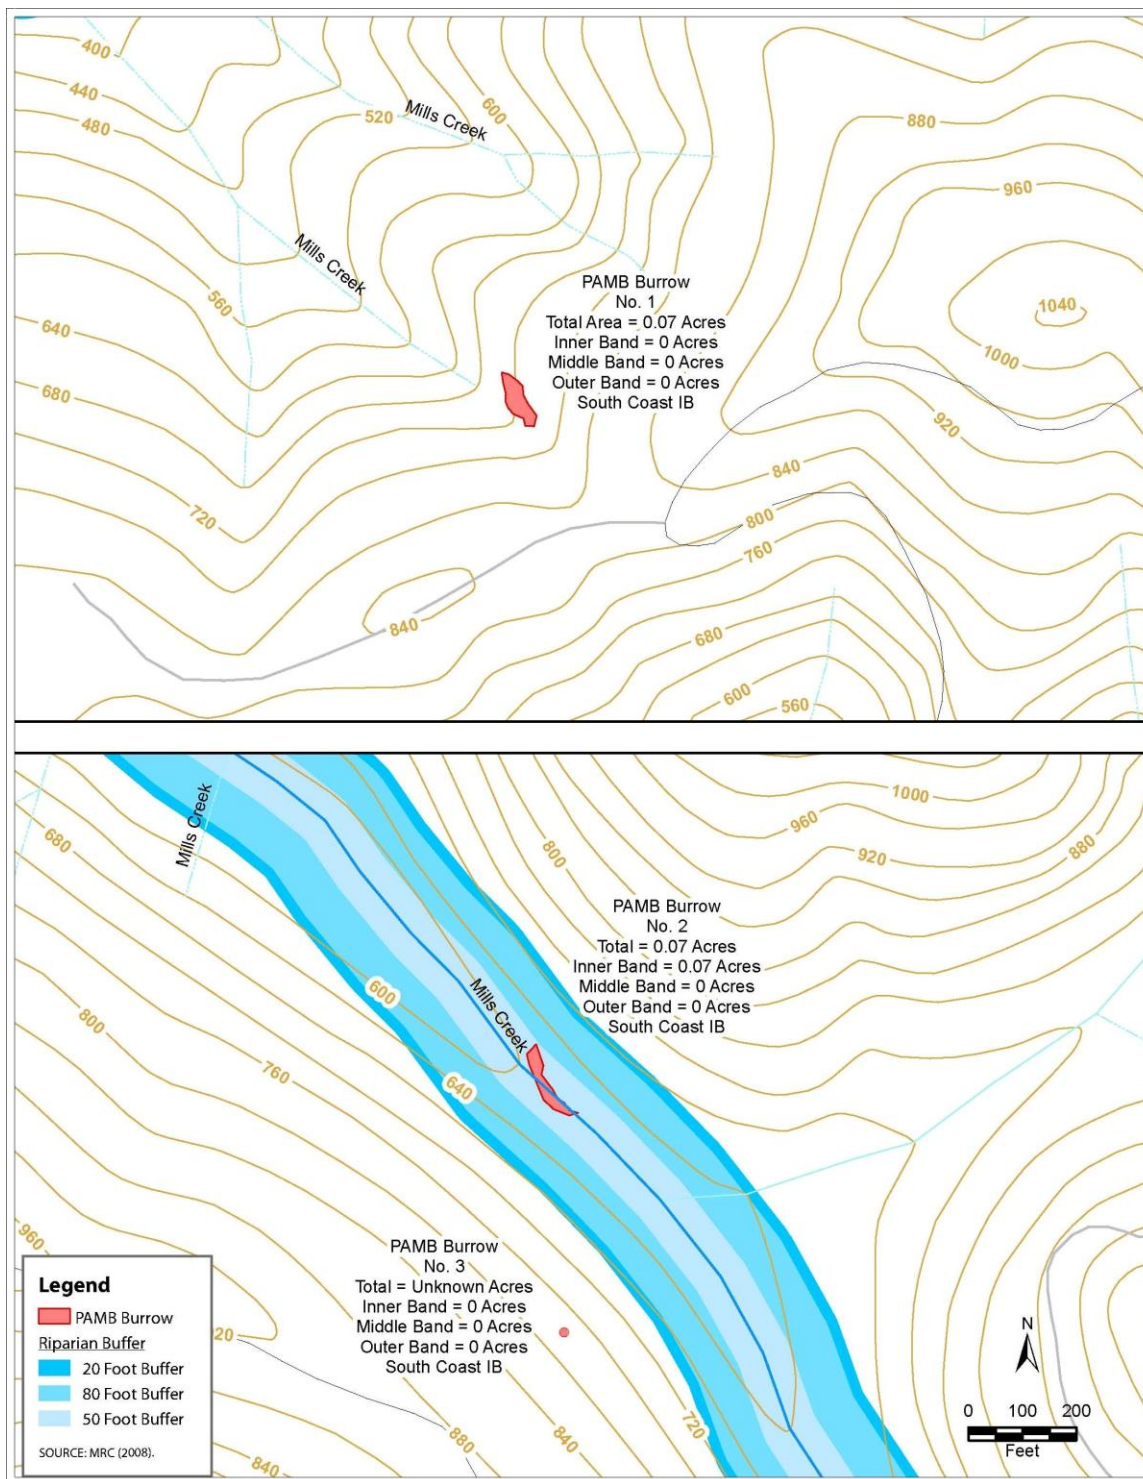 400
440
480
520
Mills Creek
600
880
960
Mills Creek
560
640
680
720
PAMB Burrow
No. 1
Total Area = 0.07 Acres
Inner Band = 0 Acres
Middle Band = 0 Acres
Outer Band = 0 Acres
South Coast IB
1040
1000
920
840
800
760
840
680
600
560
Mills Creek
680
800
1000
960
920
880
PAMB Burrow
No. 2
Total = 0.07 Acres
Inner Band = 0.07 Acres
Middle Band = 0 Acres
Outer Band = 0 Acres
South Coast IB
600
Mills Creek
800
760
640
960
PAMB Burrow
No. 3
Total = Unknown Acres
Inner Band = 0 Acres
Middle Band = 0 Acres
Outer Band = 0 Acres
South Coast IB
20
720
880
840
840
Legend
PAMB Burrow
Riparian Buffer
20 Foot Buffer
80 Foot Buffer
50 Foot Buffer
SOURCE: MRC (2008).
N
0 100 200
Feet